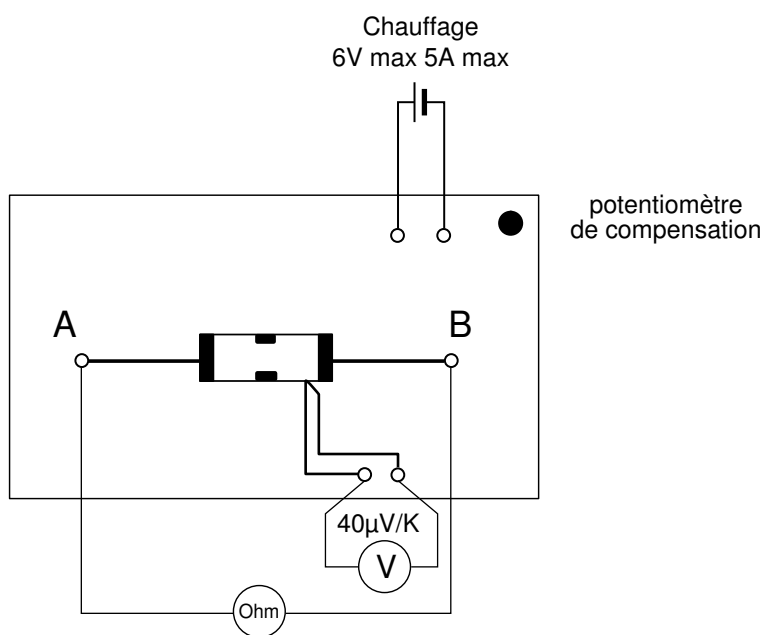 Chauffage
6V max 5A max
potentiomètre
de compensation
A
B
40µV/K
V
Ohm